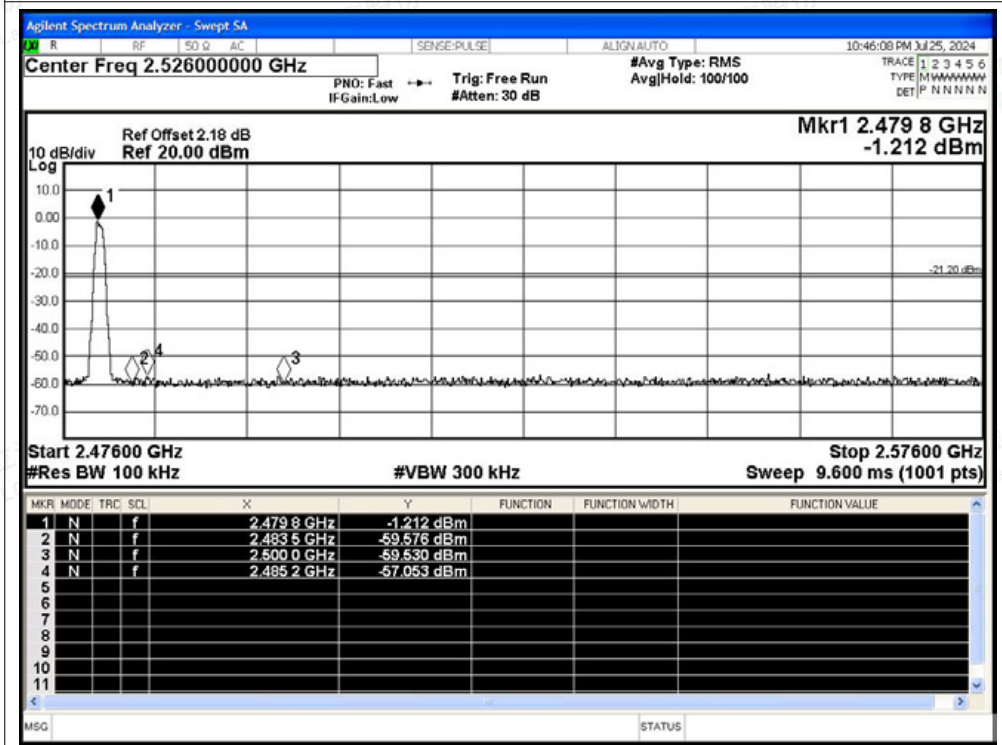 Agilent Spectrum Analyzer - Swept SA
R RF 50 Ω AC SENSE:PULSE ALIGN AUTO 10:46:08 PM Jul 25, 2024
Center Freq 2.526000000 GHz #Avg Type: RMS TRACE 1 2 3 4 5 6
PNO: Fast Trig: Free Run Avg|Hold: 100/100 TYPE M WWWWW
IFGain:Low #Atten: 30 dB DET P N N N N N
Mkr1 2.479 8 GHz
Ref Offset 2.18 dB
10 dB/div Ref 20.00 dBm -1.212 dBm
Log
10.0
1
0.00
-10.0
-20.0
-21.20 dBm
-30.0
-40.0
-50.0
2 4 3
-60.0
-70.0
Start 2.47600 GHz Stop 2.57600 GHz
#Res BW 100 kHz #VBW 300 kHz Sweep 9.600 ms (1001 pts)
MKR MODE TRC SCL X Y FUNCTION FUNCTION WIDTH FUNCTION VALUE
1 N f 2.479 8 GHz -1.212 dBm
2 N f 2.483 5 GHz -59.576 dBm
3 N f 2.500 0 GHz -59.530 dBm
4 N f 2.485 2 GHz -57.053 dBm
5
6
7
8
9
10
11
MSG STATUS